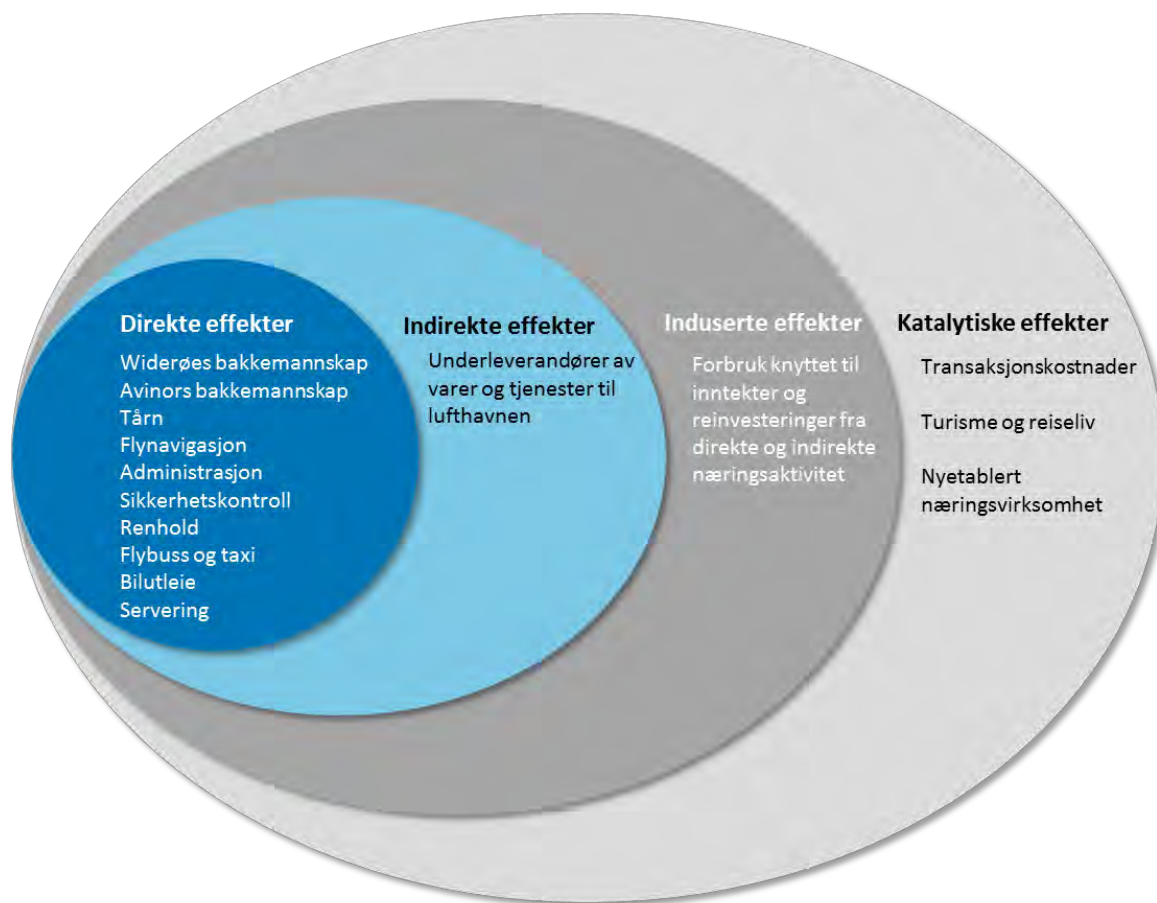 Direkte effekter
Widerøes bakkemannskap
Avinors bakkemannskap
Tårn
Flynavigasjon
Administrasjon
Sikkerhetskontroll
Renhold
Flybuss og taxi
Bilutleie
Servering
Indirekte effekter
Underleverandører av
varer og tjenester til
lufthavnen
Induserte effekter
Forbruk knyttet til
inntekter og
reinvesteringer fra
direkte og indirekte
næringsaktivitet
Katalytiske effekter
Transaksjonskostnader
Turisme og reiseliv
Nyetablert
næringsvirksomhet